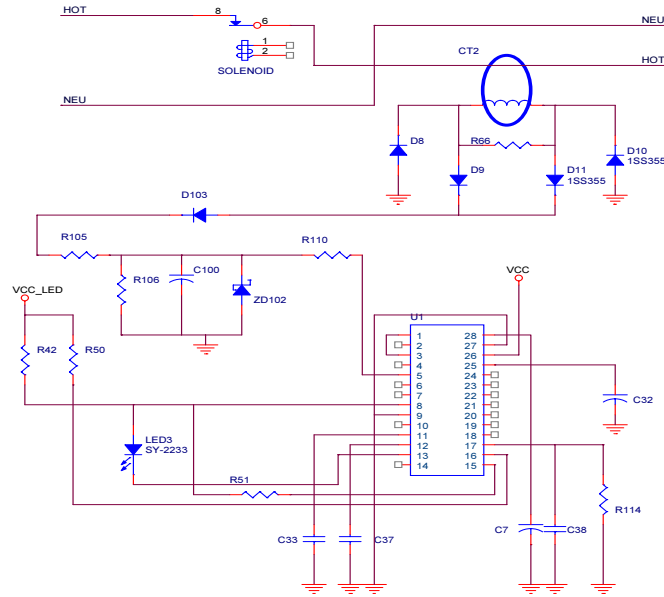 HOT
8
6
NEU
1
2
SOLENOID
CT2
HOT
NEU
D8
R66
D9
D11
1SS355
D10
1SS355
D103
R105
R106
C100
ZD102
R110
VCC_LED
VCC
R42
R50
U1
1 28
2 27
3 26
4 25
5 24
6 23
7 22
8 21
9 20
10 19
11 18
12 17
13 16
14 15
C32
LED3
SY-2233
R51
R114
C33
C37
C7
C38